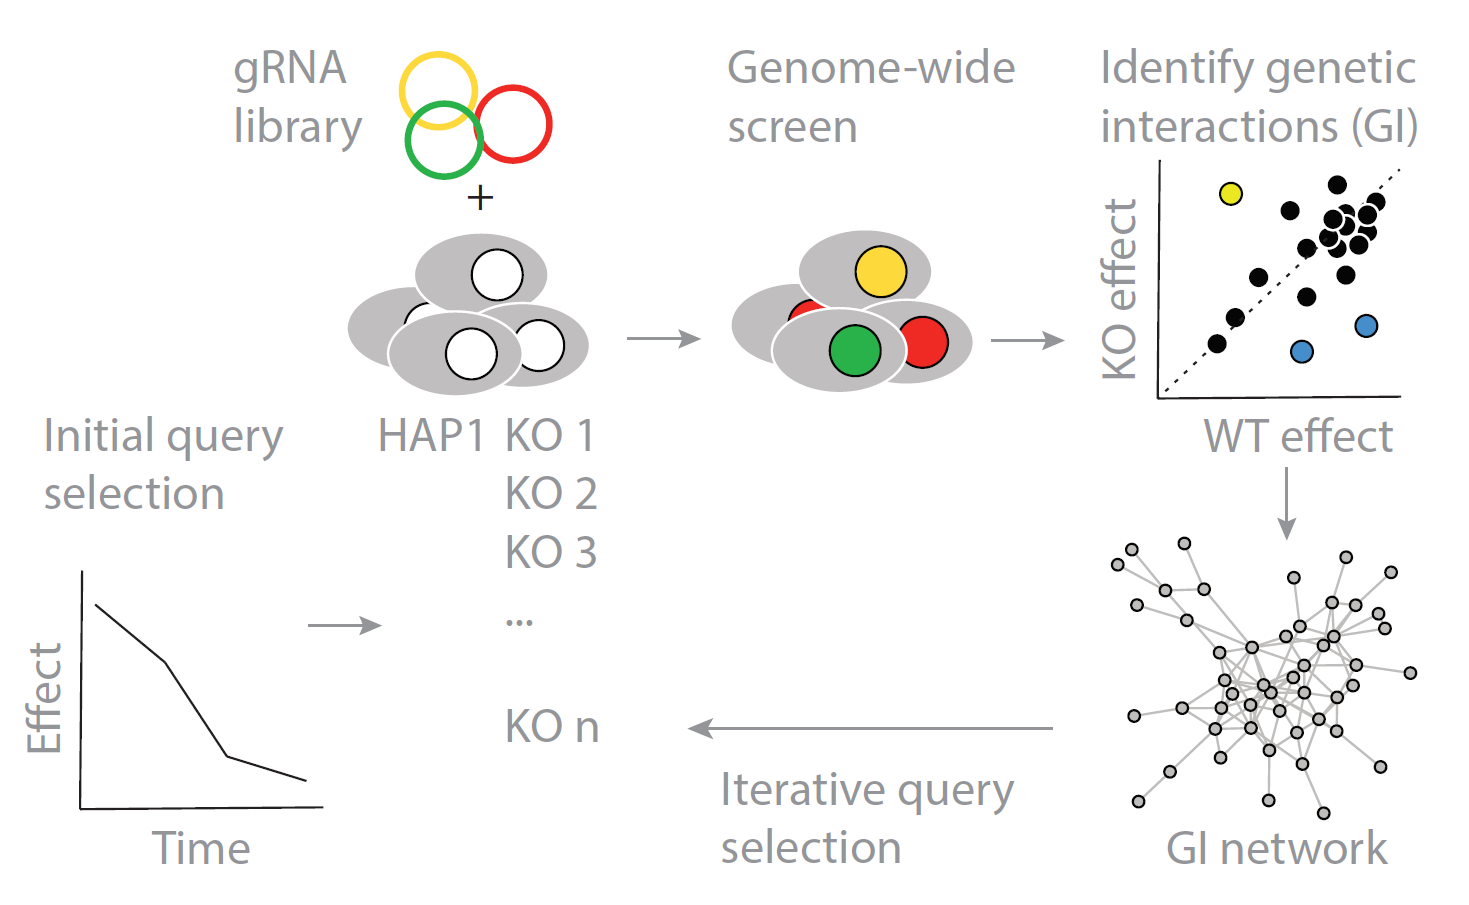 gRNA
library
+
Genome-wide
screen
Identify genetic
interactions (GI)
KO effect
WT effect
Initial query
selection
HAP1 KO 1
KO 2
KO 3
...
KO n
Effect
Time
Iterative query
selection
GI network